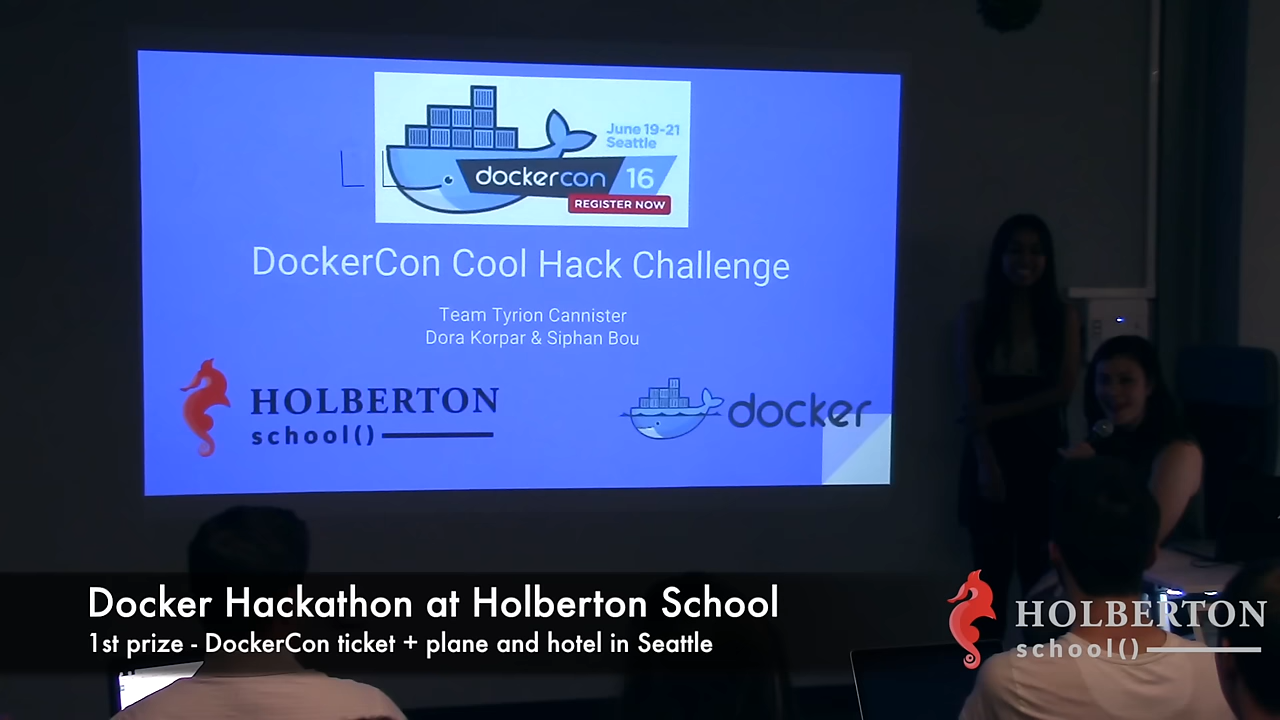 June 19-21
Seattle
dockercon 16
REGISTER NOW
DockerCon Cool Hack Challenge
Team Tyrion Cannister
Dora Korpar & Siphan Bou
HOLBERTON
school()
docker
Docker Hackathon at Holberton School
1st prize - DockerCon ticket + plane and hotel in Seattle
HOLBERTON
school()